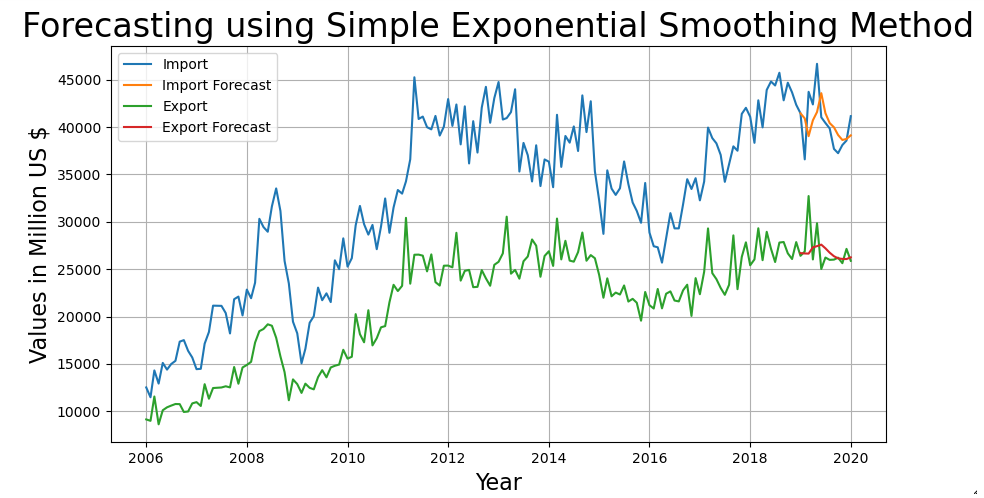 Forecasting using Simple Exponential Smoothing Method
Import
Import Forecast
Export
Export Forecast
Values in Million US $
45000
40000
35000
30000
25000
20000
15000
10000
2006 2008 2010 2012 2014 2016 2018 2020
Year